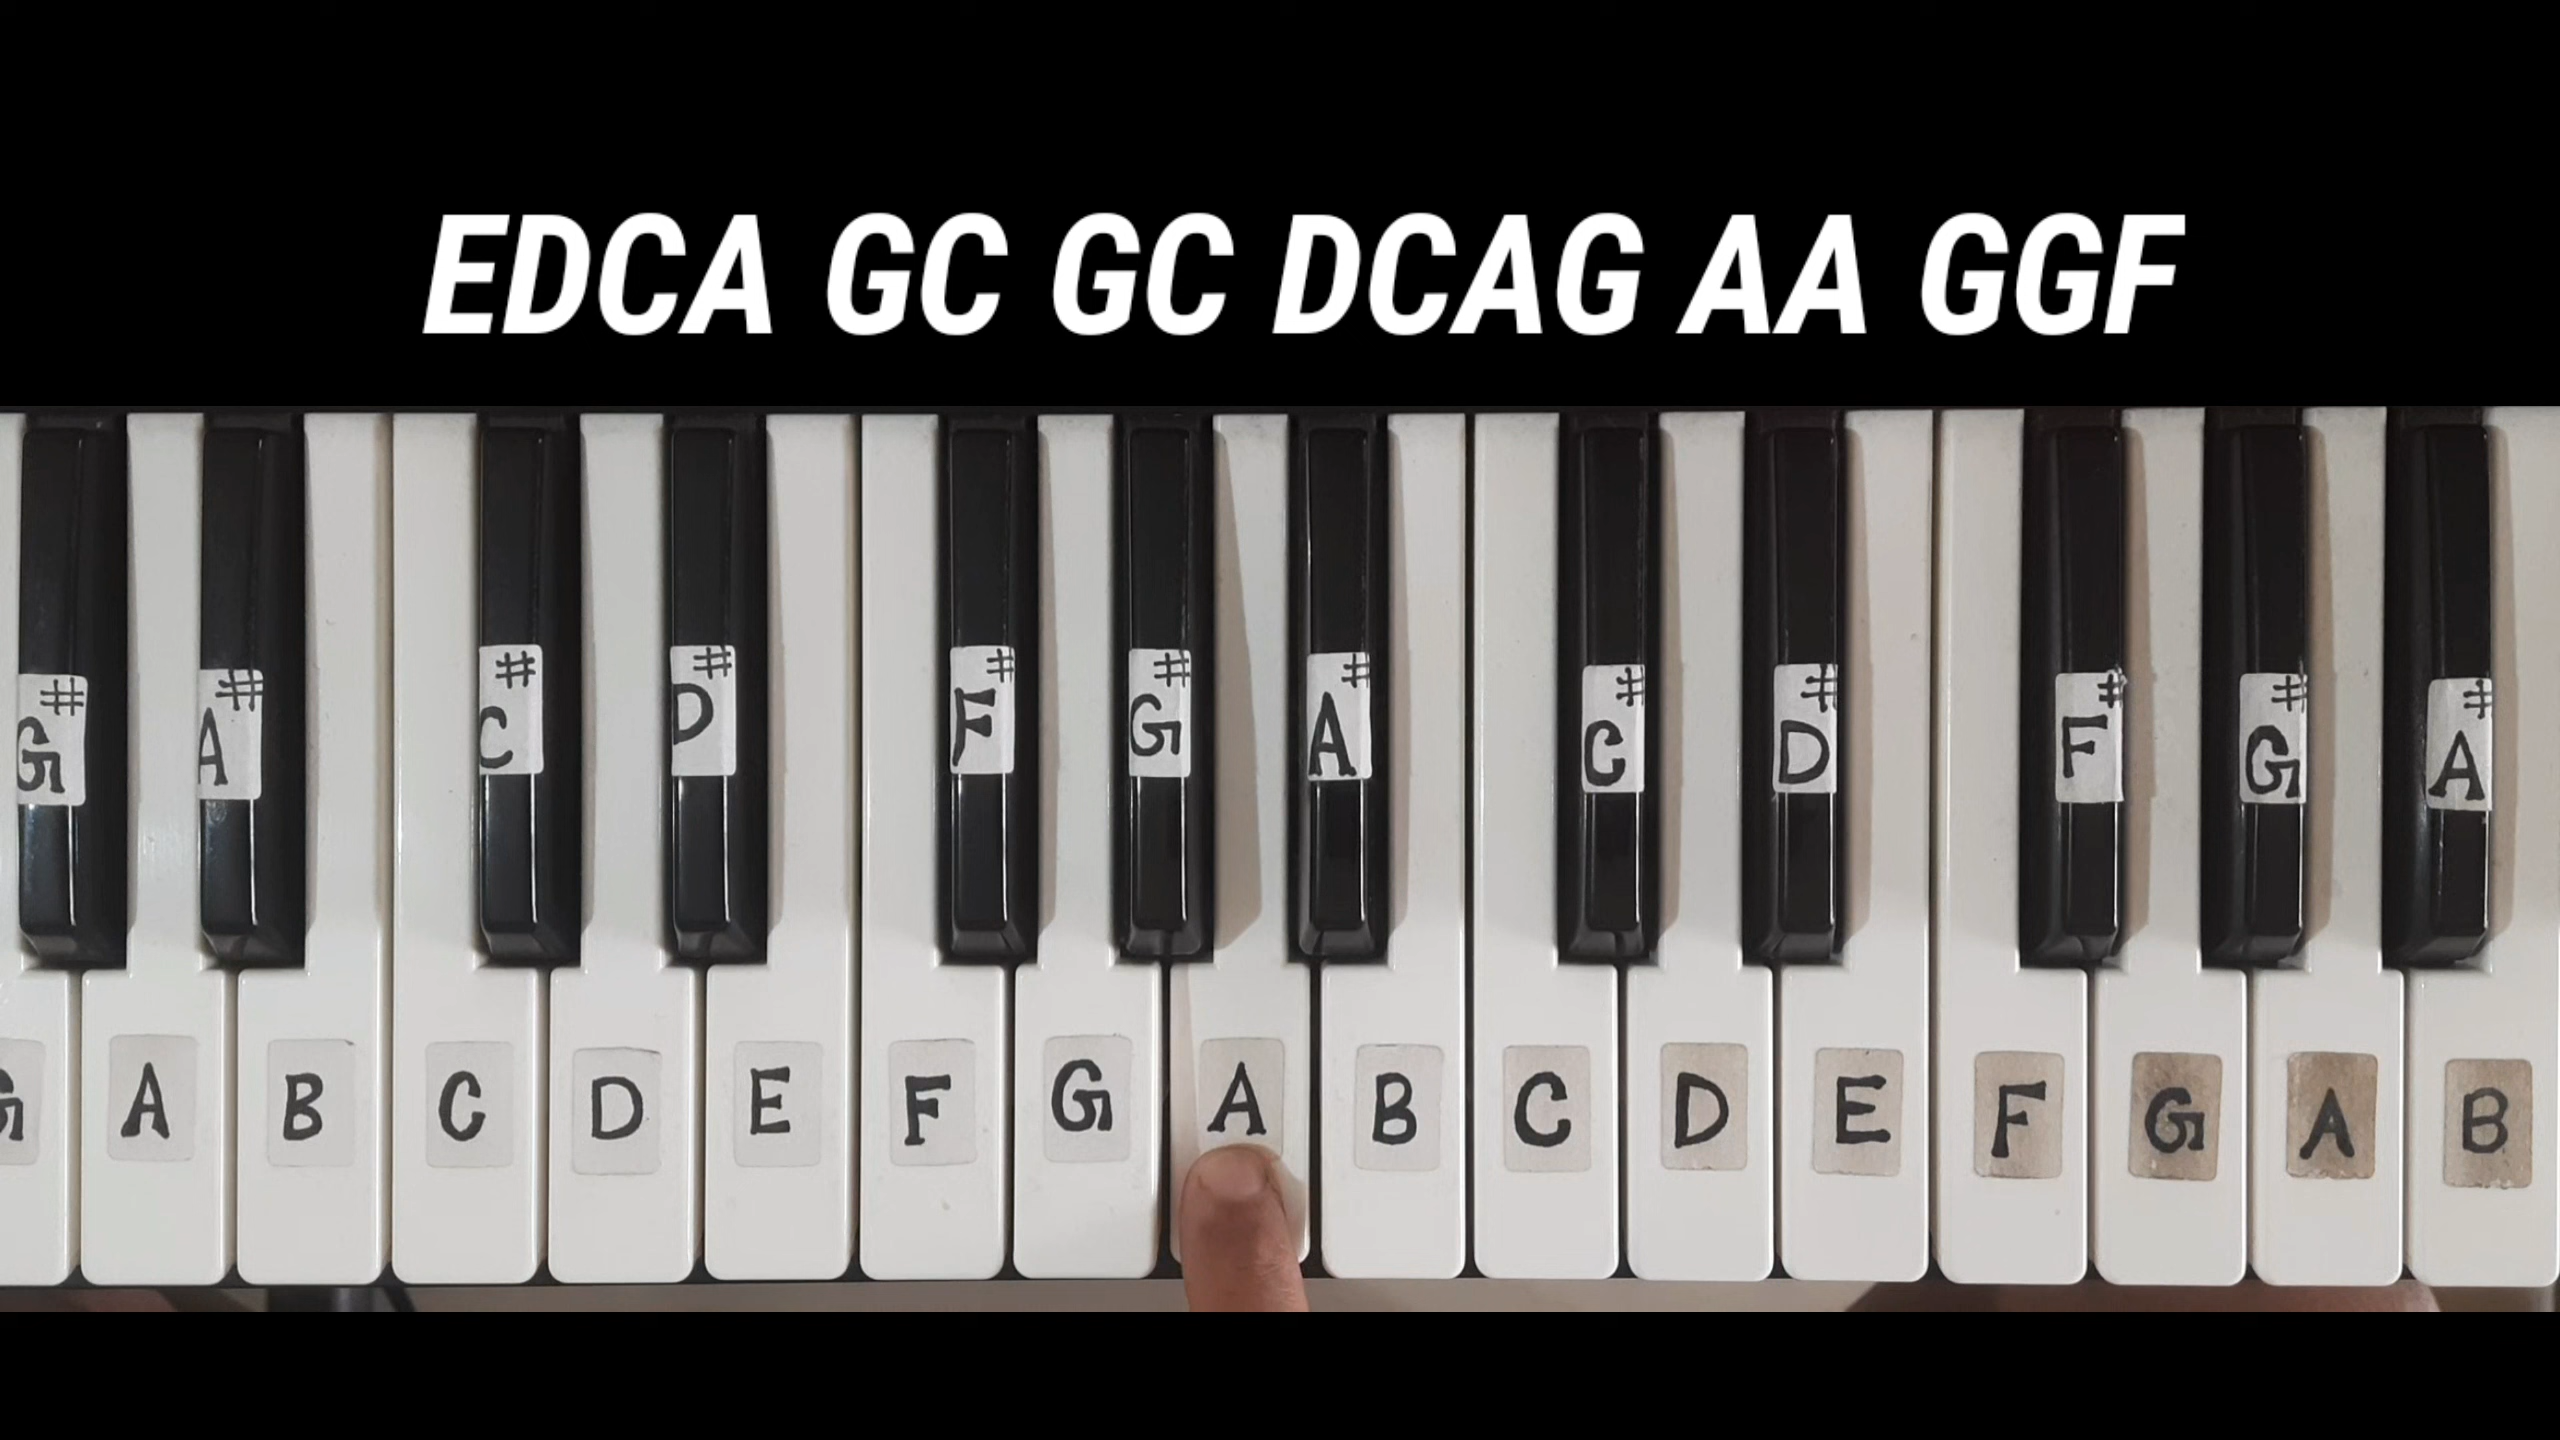 EDCA GC GC DCAG AA GGF
G# A# C# D# F# G# A# C# D# F# G# A#
G A B C D E F G A B C D E F G A B